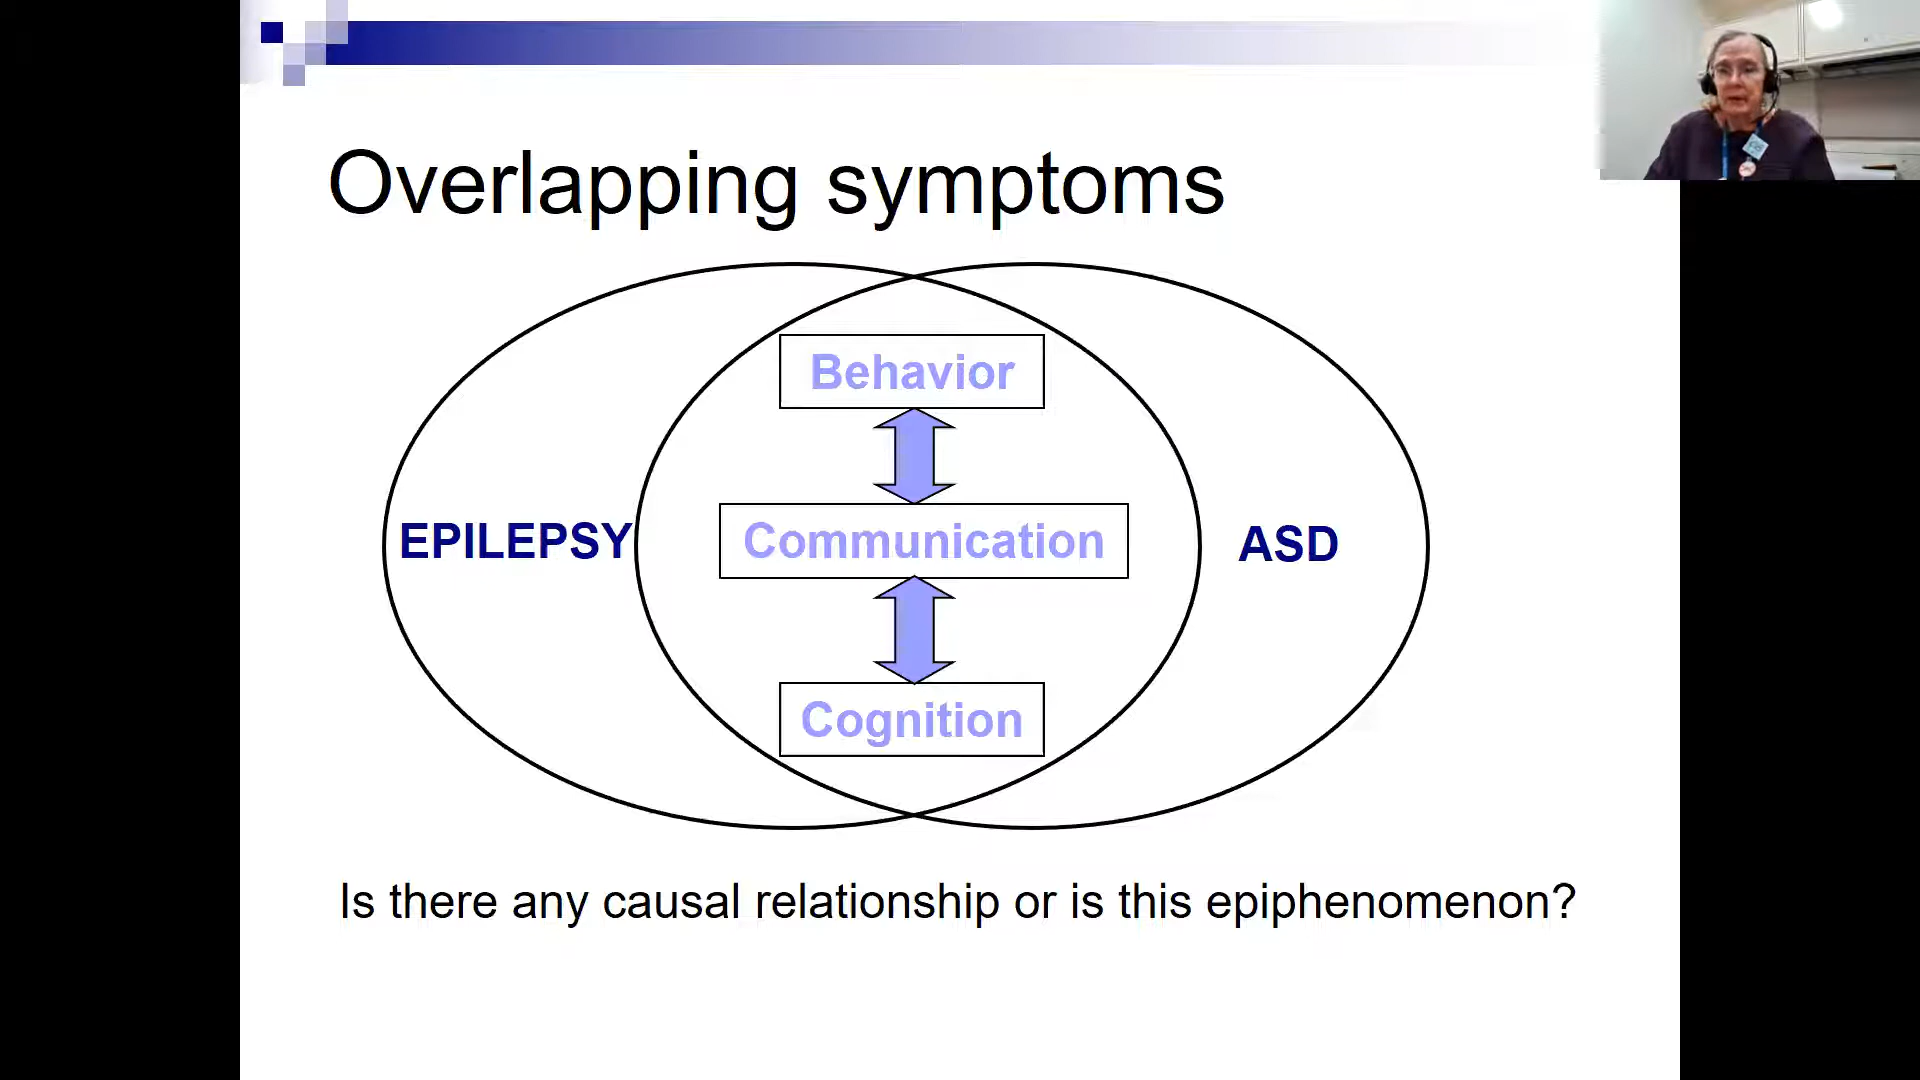 Overlapping symptoms
Behavior
EPILEPSY
Communication
ASD
Cognition
Is there any causal relationship or is this epiphenomenon?